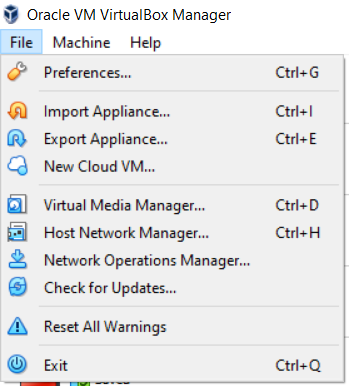 Oracle VM VirtualBox Manager
File Machine Help
Preferences... Ctrl+G
Import Appliance... Ctrl+I
Export Appliance... Ctrl+E
New Cloud VM...
Virtual Media Manager... Ctrl+D
Host Network Manager... Ctrl+H
Network Operations Manager...
Check for Updates...
Reset All Warnings
Exit Ctrl+Q